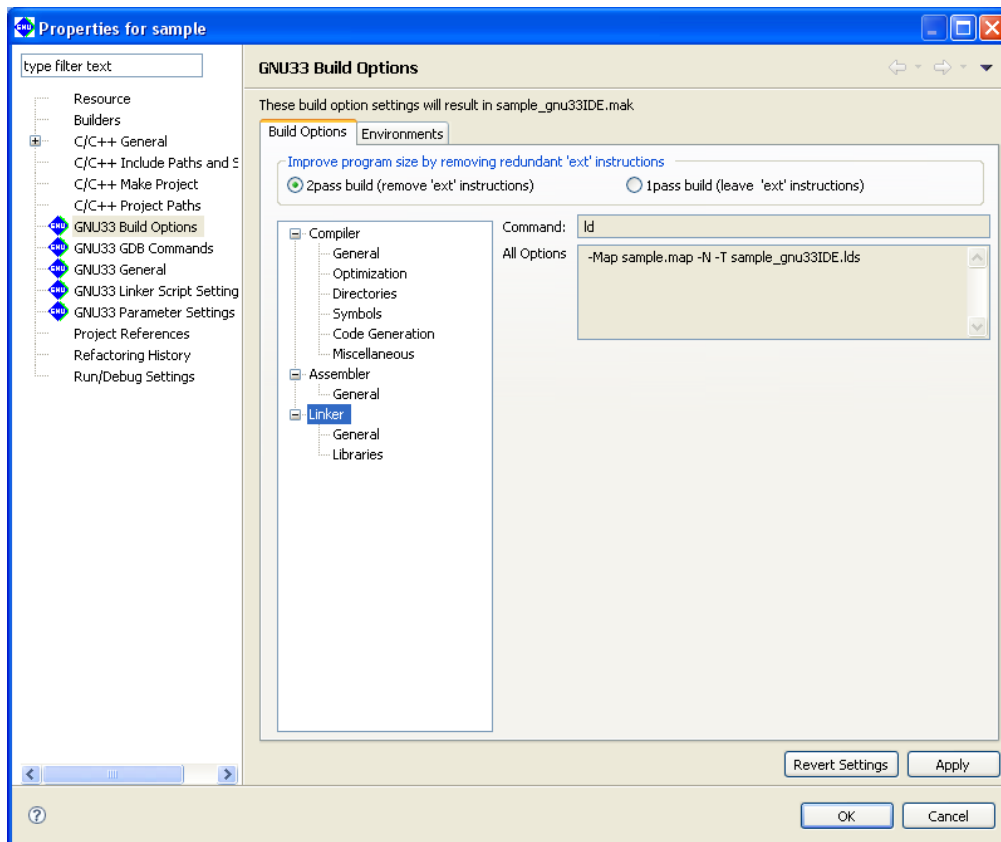 Properties for sample
type filter text
Resource
Builders
C/C++ General
C/C++ Include Paths and S
C/C++ Make Project
C/C++ Project Paths
GNU33 Build Options
GNU33 GDB Commands
GNU33 General
GNU33 Linker Script Setting
GNU33 Parameter Settings
Project References
Refactoring History
Run/Debug Settings
GNU33 Build Options
These build option settings will result in sample_gnu33IDE.mak
Build Options Environments
Improve program size by removing redundant 'ext' instructions
2pass build (remove 'ext' instructions) 1pass build (leave 'ext' instructions)
Compiler
General
Optimization
Directories
Symbols
Code Generation
Miscellaneous
Assembler
General
Linker
General
Libraries
Command: ld
All Options -Map sample.map -N -T sample_gnu33IDE.lds
Revert Settings Apply
OK Cancel